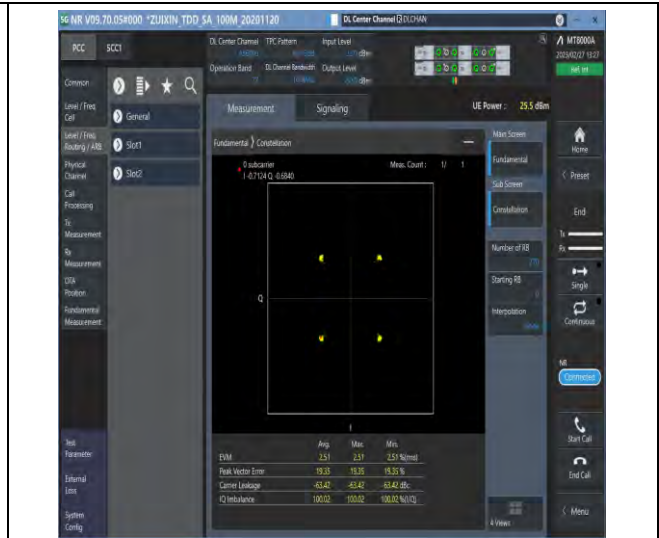 5G NR V09.70.05#000 *ZUIXIN_TDD_SA_100M_20201120
DL Center Channel
DLCHAN
PCC
SCC1
DL Center Channel
TPC Pattern
Input Level
Operation Band
DL Channel Bandwidth
Output Level
MT8000A
2023/02/27 13:27
Common
Level / Freq
Cell
General
Measurement
Signaling
UE Power :
25.5 dBm
Level / Freq
Routing / ARB
Slot1
Fundamental
Constellation
Main Screen
Home
Physical
Channel
Slot2
0 subcarrier
I -0.7124 Q -0.6840
Meas. Count :
1/
1
Fundamental
Preset
Sub Screen
Call
Processing
Constellation
End
Tx
Measurement
Tx
Rx
Measurement
Number of RB
Rx
OTA
Position
Starting RB
Single
Fundamental
Measurement
Q
Interpolation
Continuous
NR
Connected
I
Test
Parameter
Start Call
Avg.
Max.
Min.
EVM
2.51
2.51
2.51 %(rms)
Peak Vector Error
19.35
19.35
19.35 %
External
Loss
Carrier Leakage
-63.42
-63.42
-63.42 dBc
End Call
IQ Imbalance
100.02
100.02
100.02 %(I/Q)
System
Config
4 Views
Menu